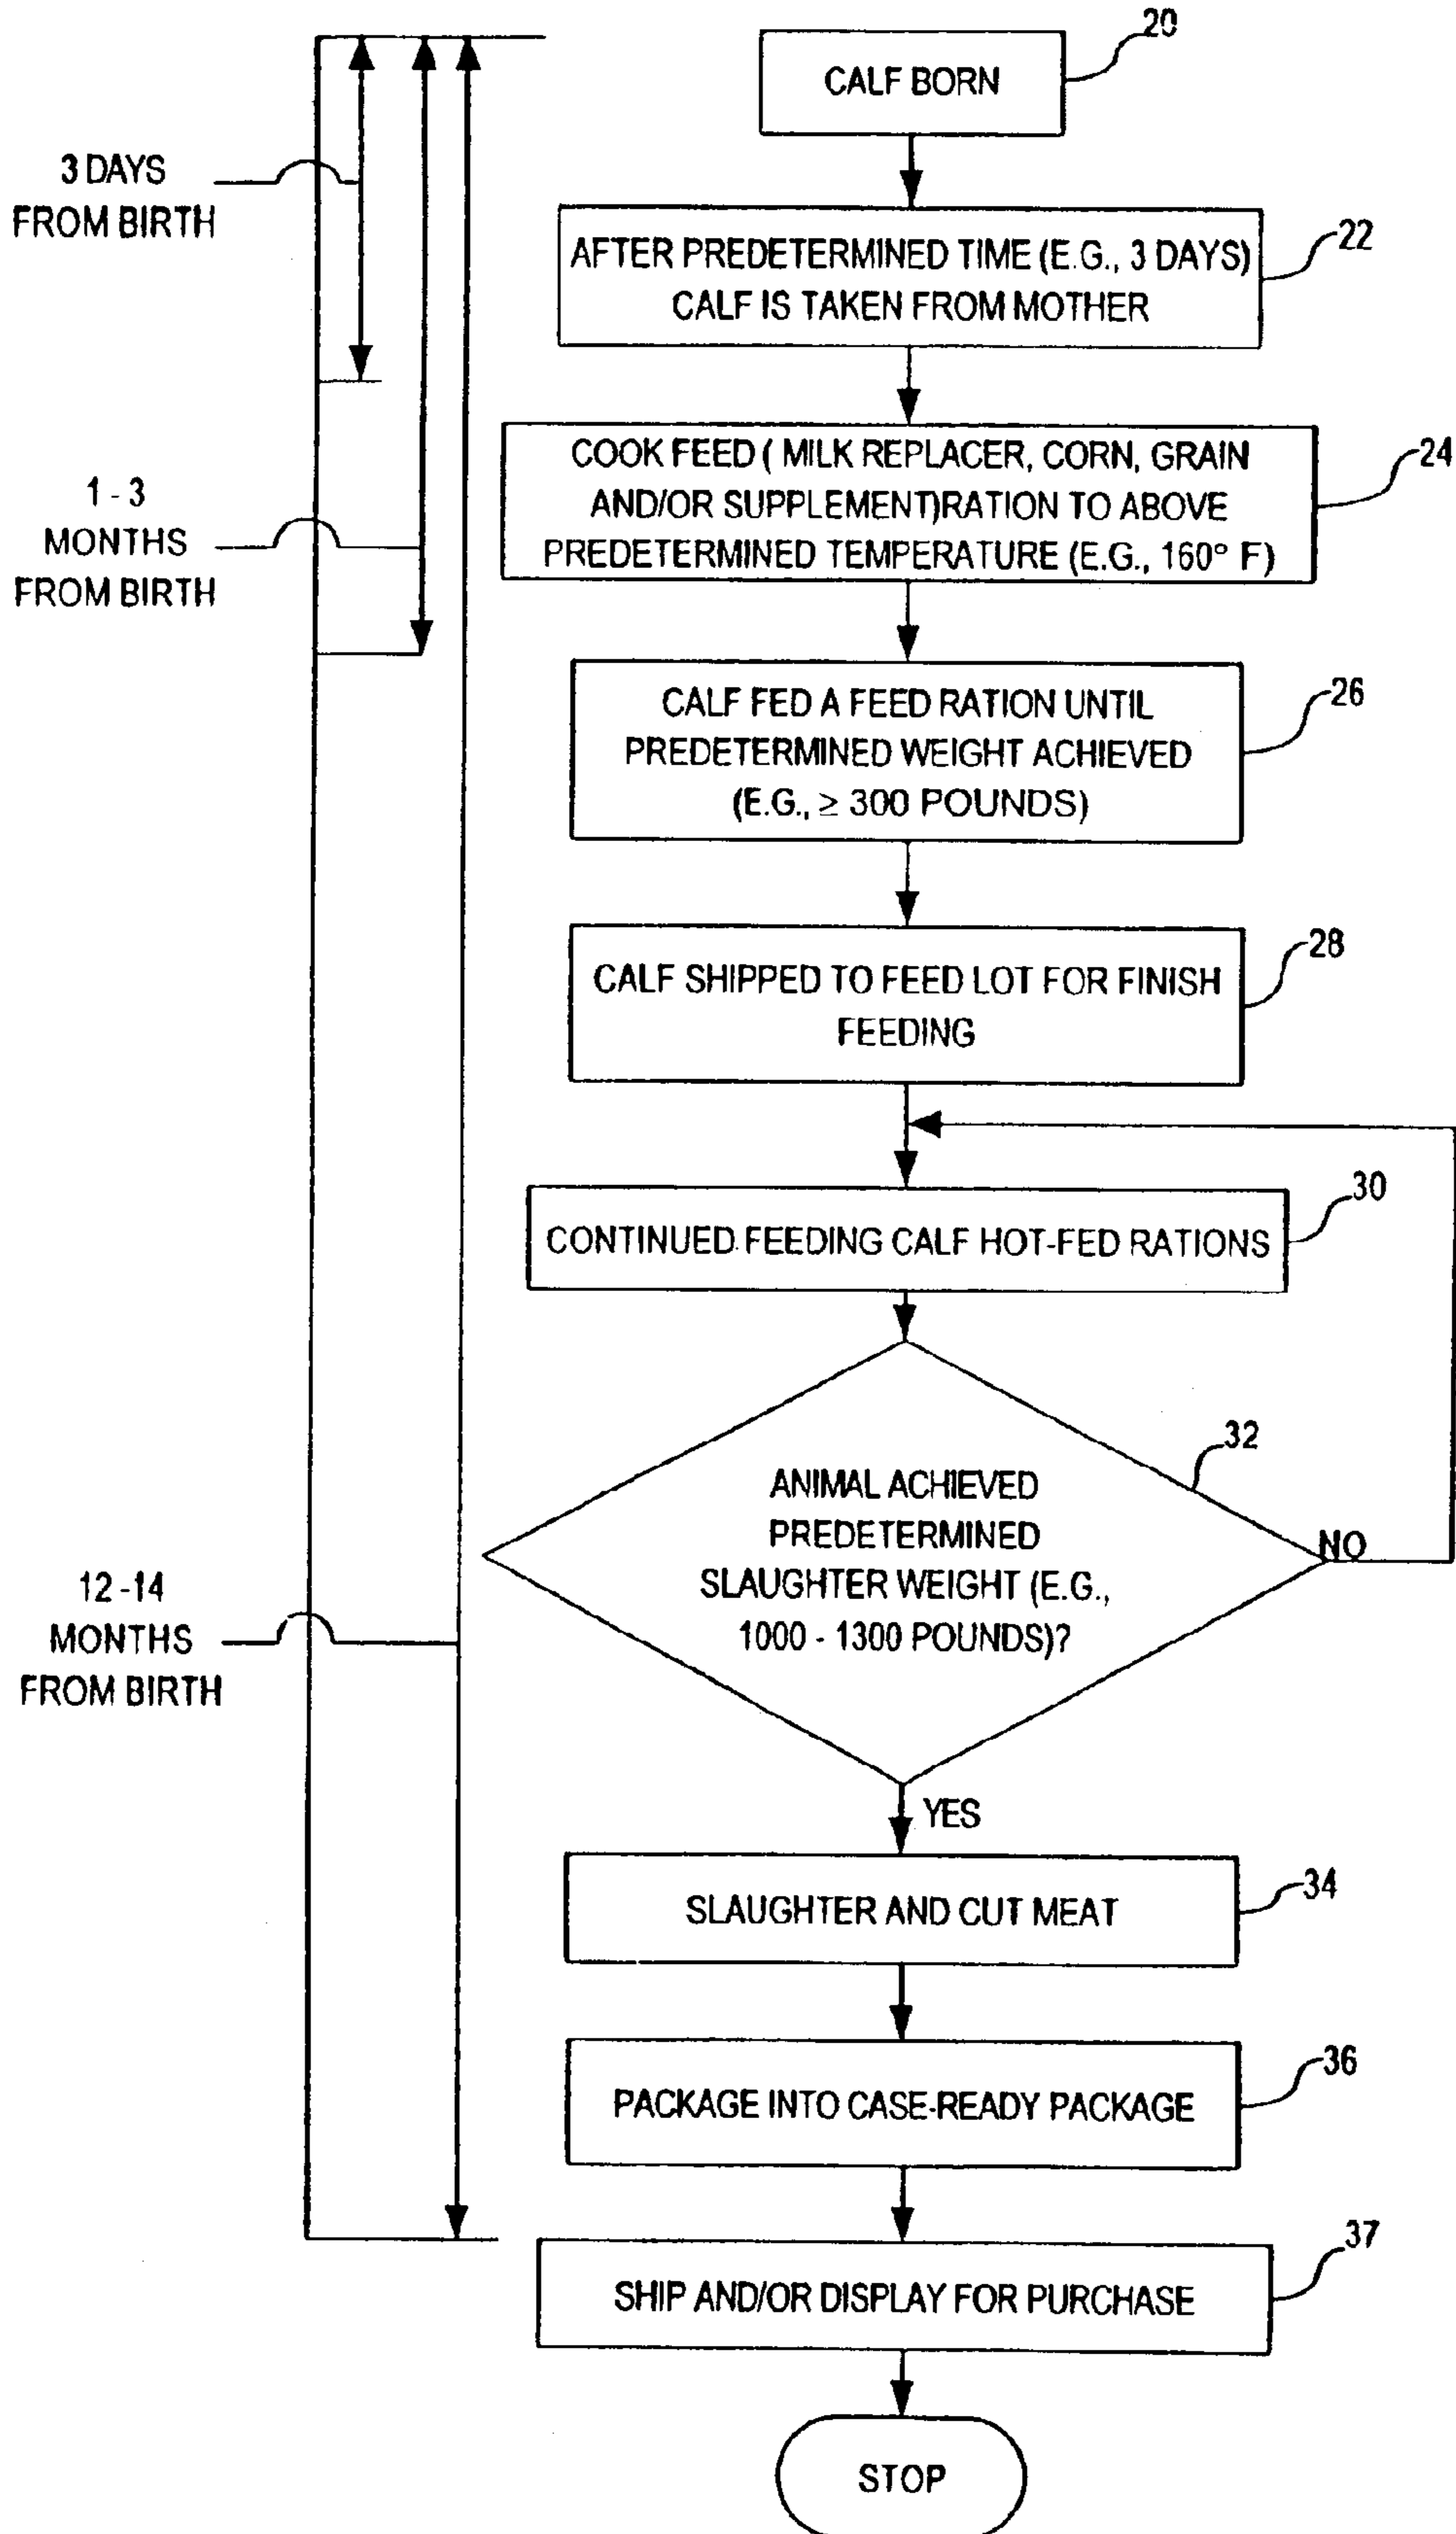 20
CALF BORN
3 DAYS
FROM BIRTH
22
AFTER PREDETERMINED TIME (E.G., 3 DAYS)
CALF IS TAKEN FROM MOTHER
24
COOK FEED ( MILK REPLACER, CORN, GRAIN
AND/OR SUPPLEMENT)RATION TO ABOVE
PREDETERMINED TEMPERATURE (E.G., 160° F)
1 - 3
MONTHS
FROM BIRTH
26
CALF FED A FEED RATION UNTIL
PREDETERMINED WEIGHT ACHIEVED
(E.G., ≥ 300 POUNDS)
28
CALF SHIPPED TO FEED LOT FOR FINISH
FEEDING
30
CONTINUED FEEDING CALF HOT-FED RATIONS
32
ANIMAL ACHIEVED
PREDETERMINED
SLAUGHTER WEIGHT (E.G.,
1000 - 1300 POUNDS)?
NO
12 -14
MONTHS
FROM BIRTH
YES
34
SLAUGHTER AND CUT MEAT
36
PACKAGE INTO CASE-READY PACKAGE
37
SHIP AND/OR DISPLAY FOR PURCHASE
STOP